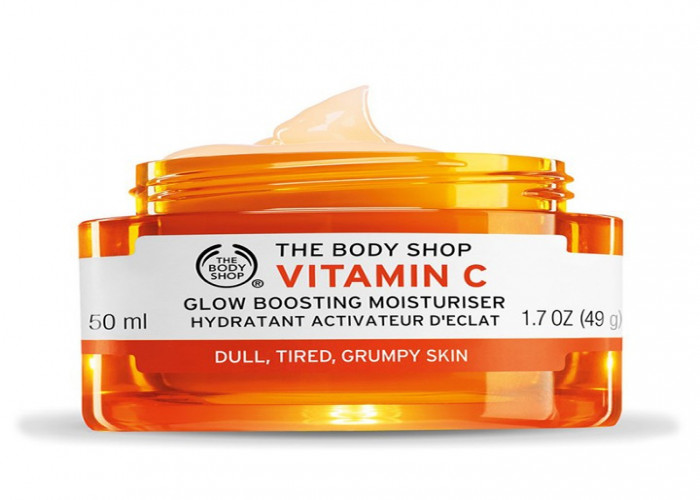 THE BODY SHOP
THE
BODY
SHOP
®
VITAMIN C
GLOW BOOSTING MOISTURISER
HYDRATANT ACTIVATEUR D'ECLAT
50 ml
1.7 OZ (49 g)
DULL, TIRED, GRUMPY SKIN